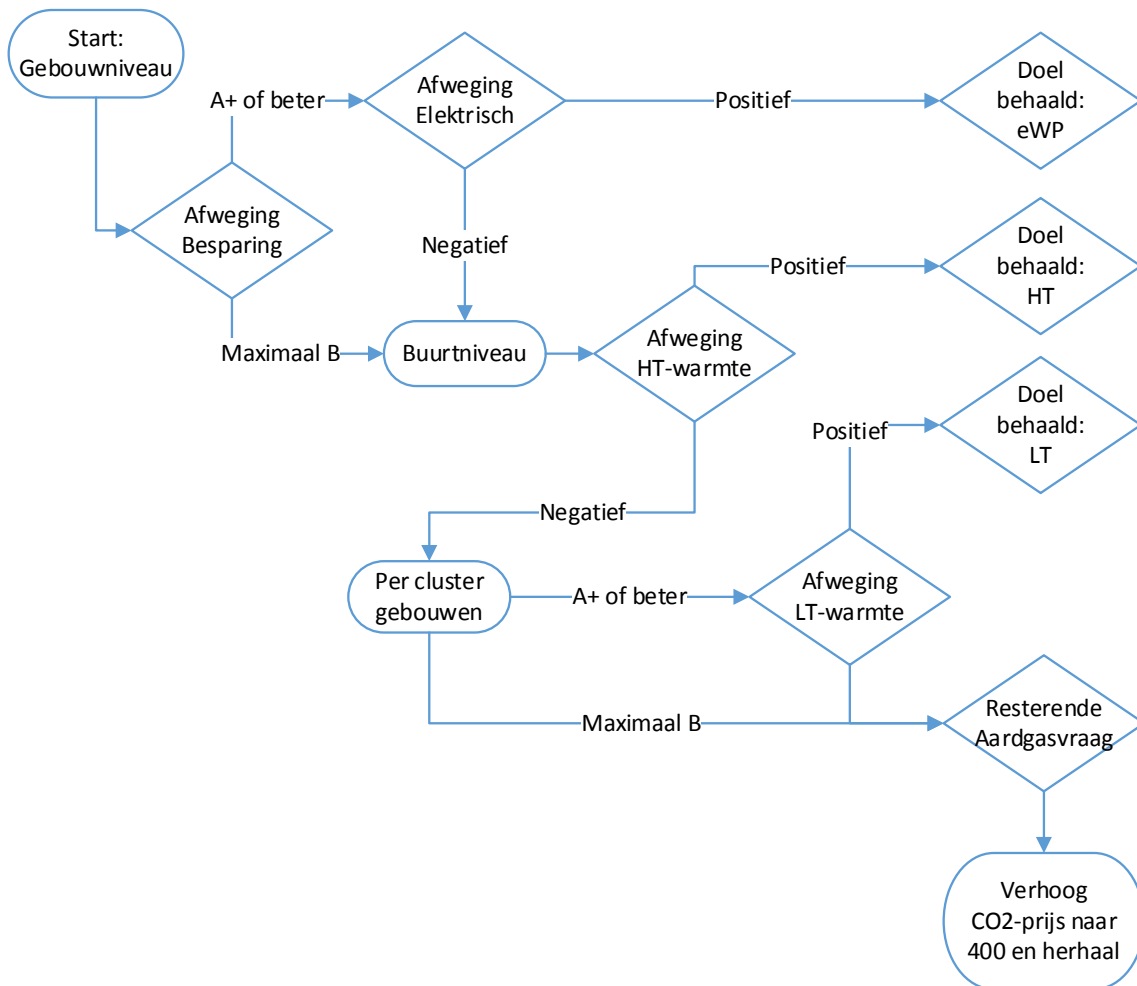 Start:
Gebouwniveau
A+ of beter
Afweging
Elektrisch
Positief
Doel
behaald:
eWP
Afweging
Besparing
Negatief
Maximaal B
Buurtniveau
Afweging
HT-warmte
Positief
Doel
behaald:
HT
Positief
Doel
behaald:
LT
Negatief
Per cluster
gebouwen
A+ of beter
Afweging
LT-warmte
Maximaal B
Resterende
Aardgasvraag
Verhoog
CO2-prijs naar
400 en herhaal